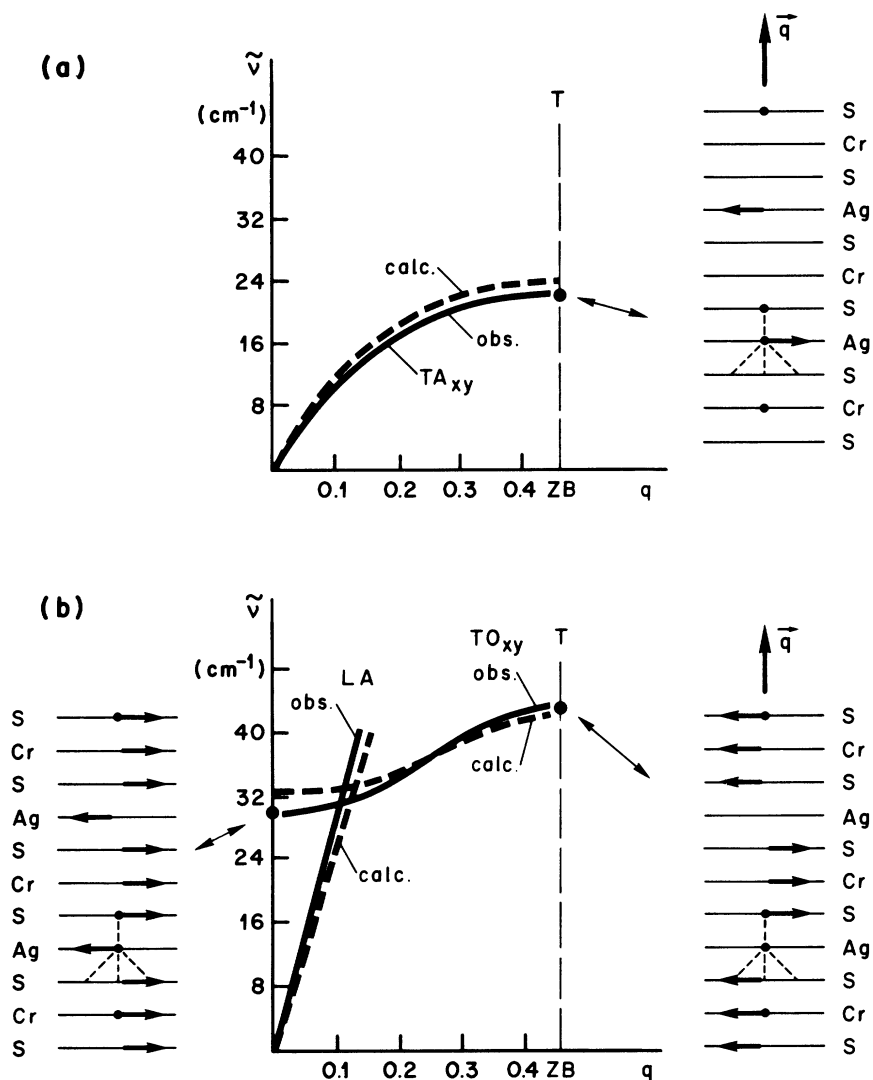 (a)
ν̃
(cm⁻¹)
40
32
24
16
8
T
calc.
obs.
TAxy
0.1 0.2 0.3 0.4 ZB q
q⃗
S
Cr
S
Ag
S
Cr
S
Ag
S
Cr
S
(b)
ν̃
(cm⁻¹)
40
32
24
16
8
LA
obs.
TOxy
obs.
T
calc.
calc.
0.1 0.2 0.3 0.4 ZB q
S
Cr
S
Ag
S
Cr
S
Ag
S
Cr
S
q⃗
S
Cr
S
Ag
S
Cr
S
Ag
S
Cr
S